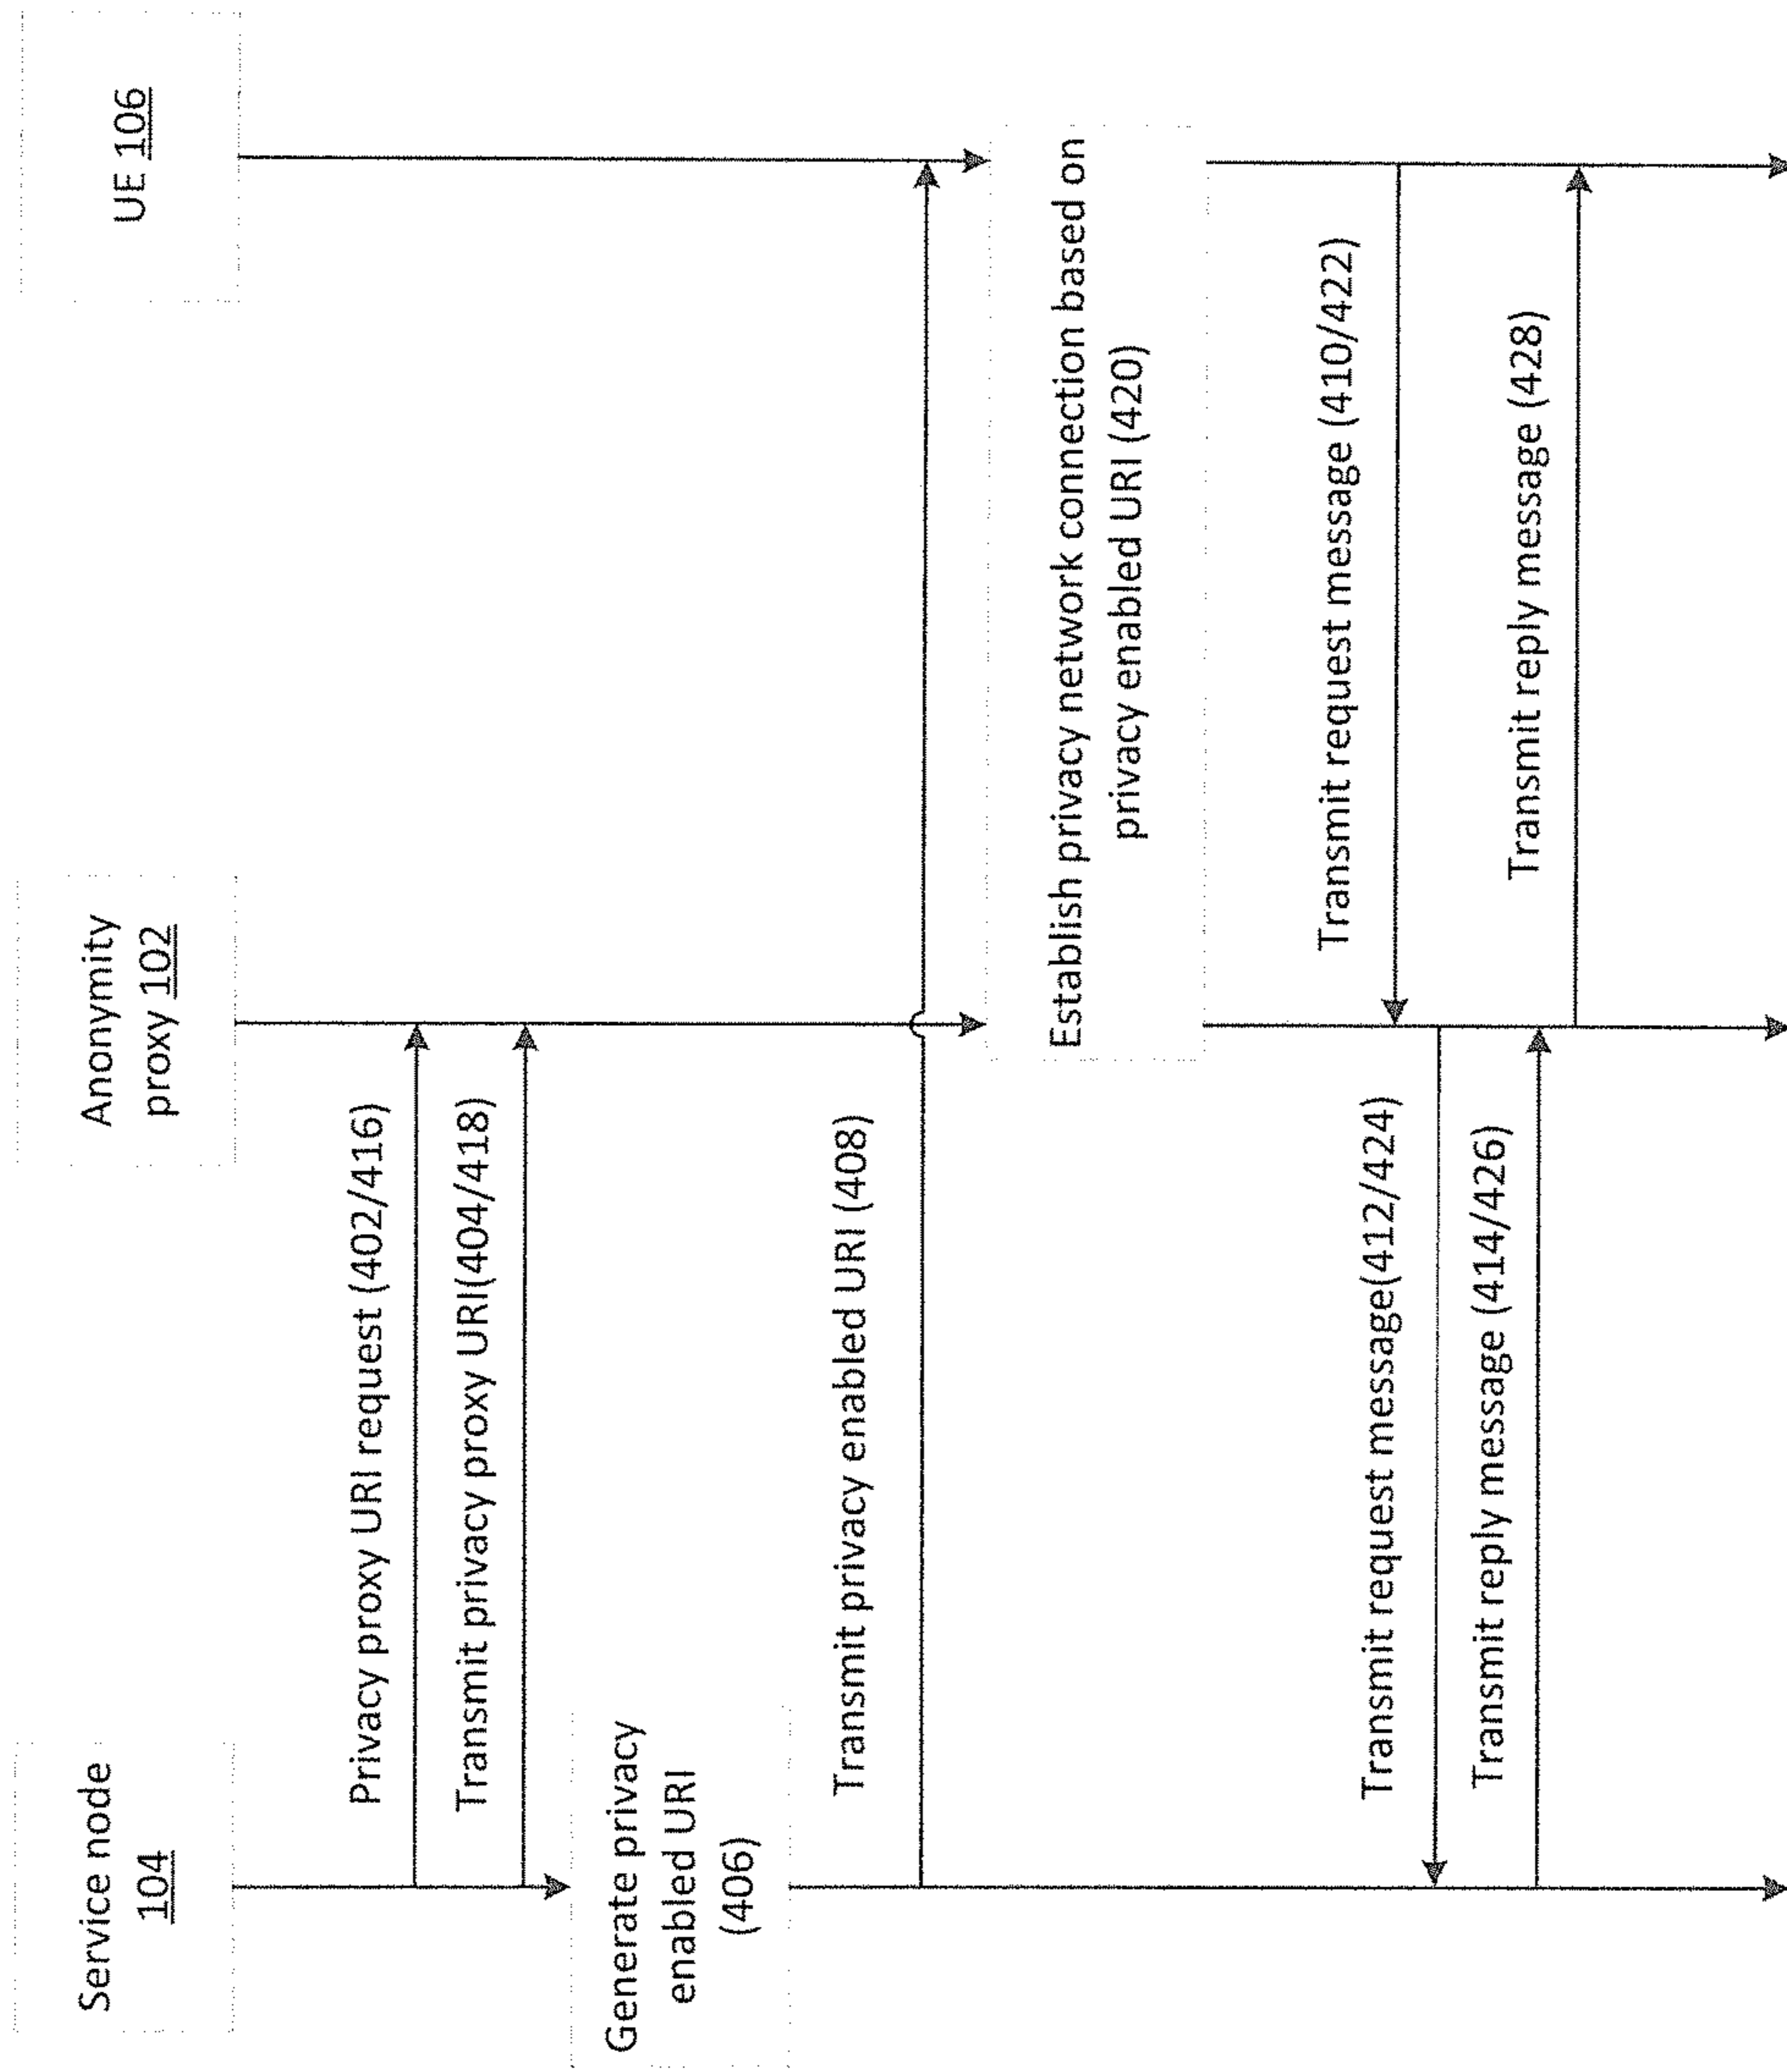 Service node
104
Anonymity
proxy 102
UE 106
Privacy proxy URI request (402/416)
Transmit privacy proxy URI(404/418)
Generate privacy
enabled URI
(406)
Transmit privacy enabled URI (408)
Establish privacy network connection based on
privacy enabled URI (420)
Transmit request message (410/422)
Transmit request message(412/424)
Transmit reply message (414/426)
Transmit reply message (428)